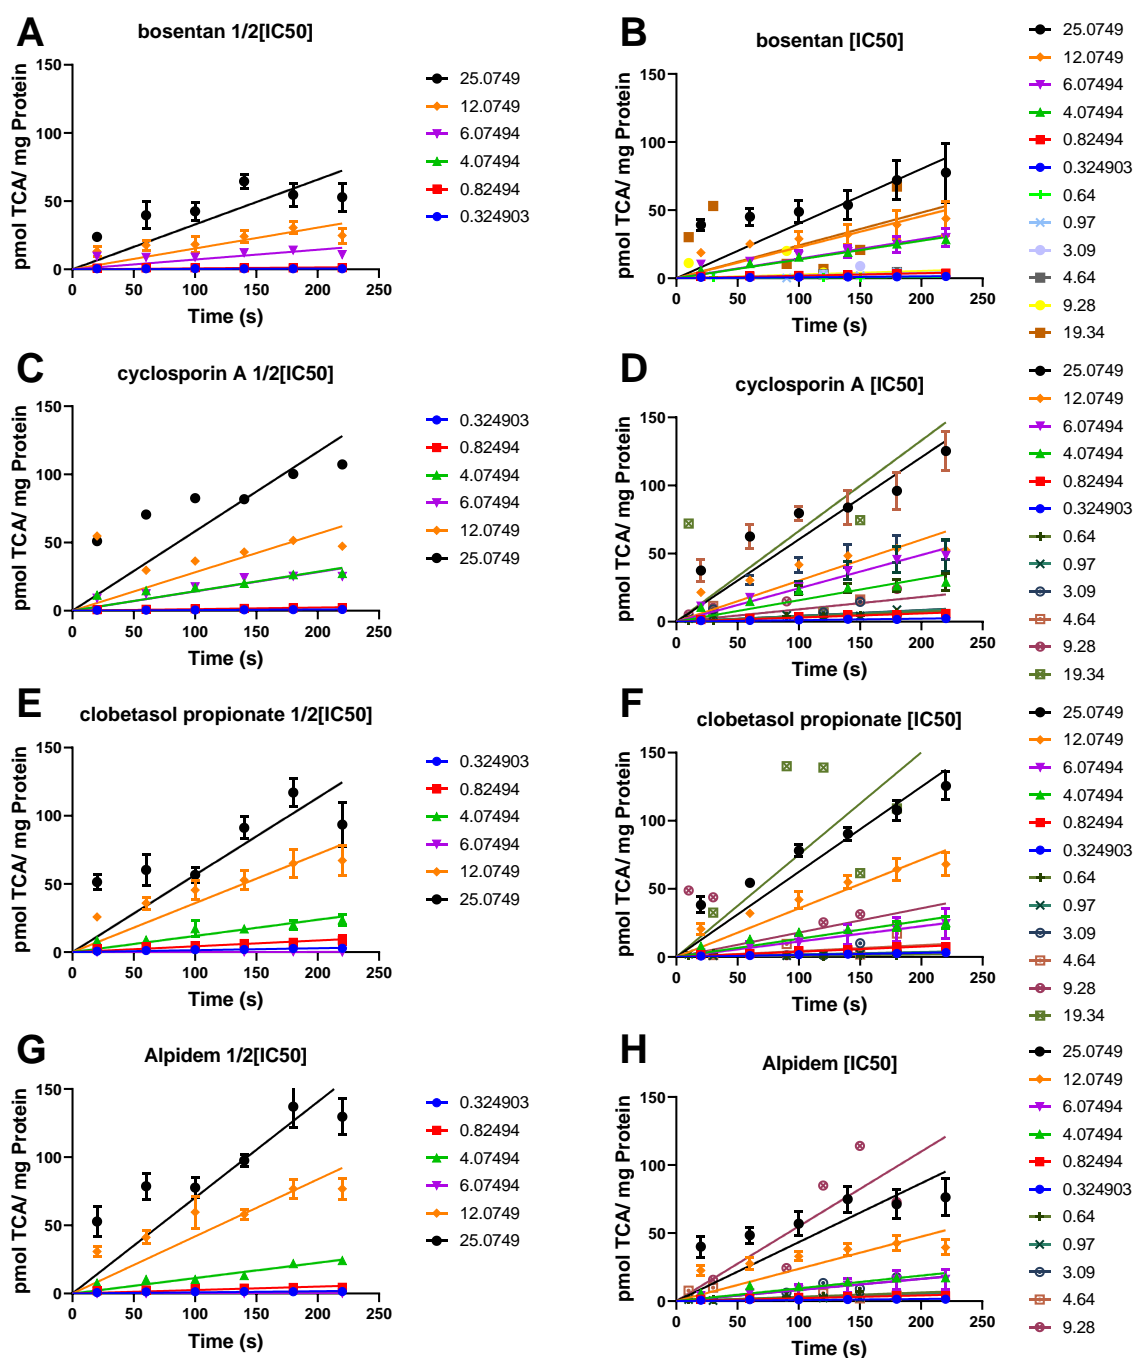 A
bosentan 1/2[IC50]
pmol TCA/ mg Protein
150
100
50
0
0 50 100 150 200 250
Time (s)
25.0749
12.0749
6.07494
4.07494
0.82494
0.324903
B
bosentan [IC50]
pmol TCA/ mg Protein
150
100
50
0
0 50 100 150 200 250
Time (s)
25.0749
12.0749
6.07494
4.07494
0.82494
0.324903
0.64
0.97
3.09
4.64
9.28
19.34
C
cyclosporin A 1/2[IC50]
pmol TCA/ mg Protein
150
100
50
0
0 50 100 150 200 250
Time (s)
0.324903
0.82494
4.07494
6.07494
12.0749
25.0749
D
cyclosporin A [IC50]
pmol TCA/ mg Protein
150
100
50
0
0 50 100 150 200 250
Time (s)
25.0749
12.0749
6.07494
4.07494
0.82494
0.324903
0.64
0.97
3.09
4.64
9.28
19.34
E
clobetasol propionate 1/2[IC50]
pmol TCA/ mg Protein
150
100
50
0
0 50 100 150 200 250
Time (s)
0.324903
0.82494
4.07494
6.07494
12.0749
25.0749
F
clobetasol propionate [IC50]
pmol TCA/ mg Protein
150
100
50
0
0 50 100 150 200 250
Time (s)
25.0749
12.0749
6.07494
4.07494
0.82494
0.324903
0.64
0.97
3.09
4.64
9.28
19.34
G
Alpidem 1/2[IC50]
pmol TCA/ mg Protein
150
100
50
0
0 50 100 150 200 250
Time (s)
0.324903
0.82494
4.07494
6.07494
12.0749
25.0749
H
Alpidem [IC50]
pmol TCA/ mg Protein
150
100
50
0
0 50 100 150 200 250
Time (s)
25.0749
12.0749
6.07494
4.07494
0.82494
0.324903
0.64
0.97
3.09
4.64
9.28